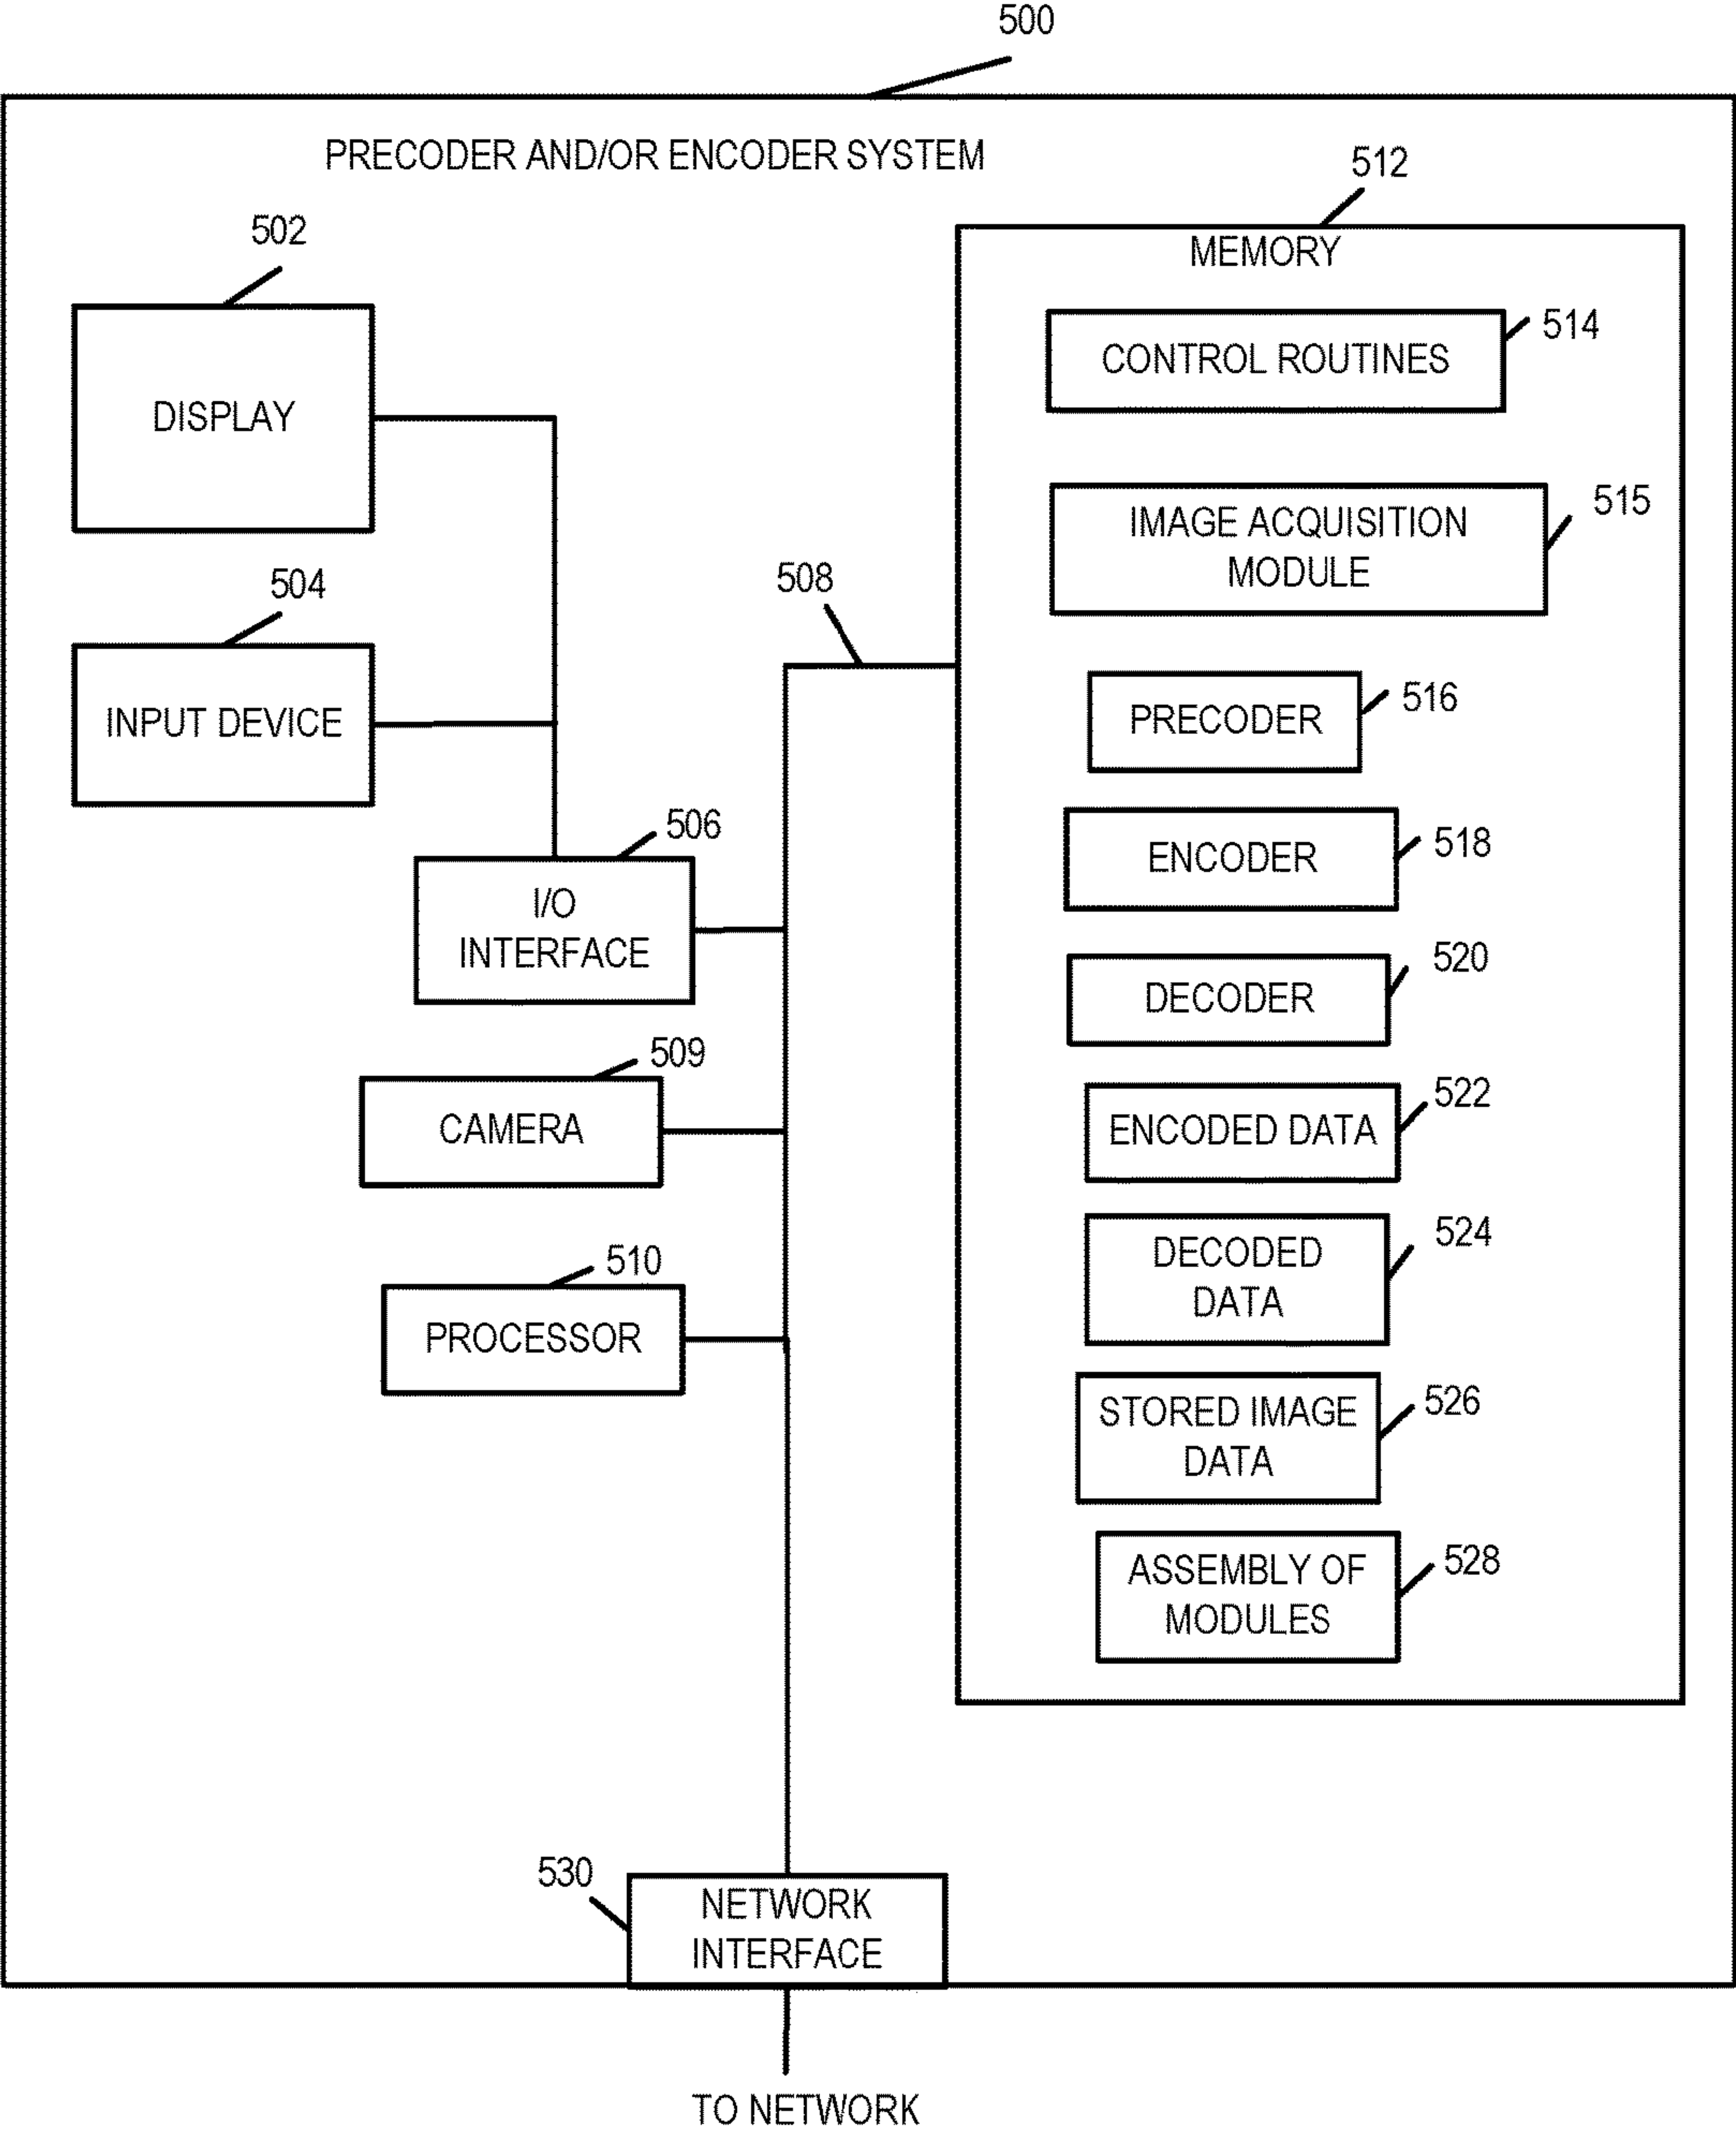 500
PRECODER AND/OR ENCODER SYSTEM
502
DISPLAY
504
INPUT DEVICE
506
I/O
INTERFACE
508
509
CAMERA
510
PROCESSOR
512
MEMORY
514
CONTROL ROUTINES
515
IMAGE ACQUISITION
MODULE
516
PRECODER
518
ENCODER
520
DECODER
522
ENCODED DATA
524
DECODED
DATA
526
STORED IMAGE
DATA
528
ASSEMBLY OF
MODULES
530
NETWORK
INTERFACE
TO NETWORK